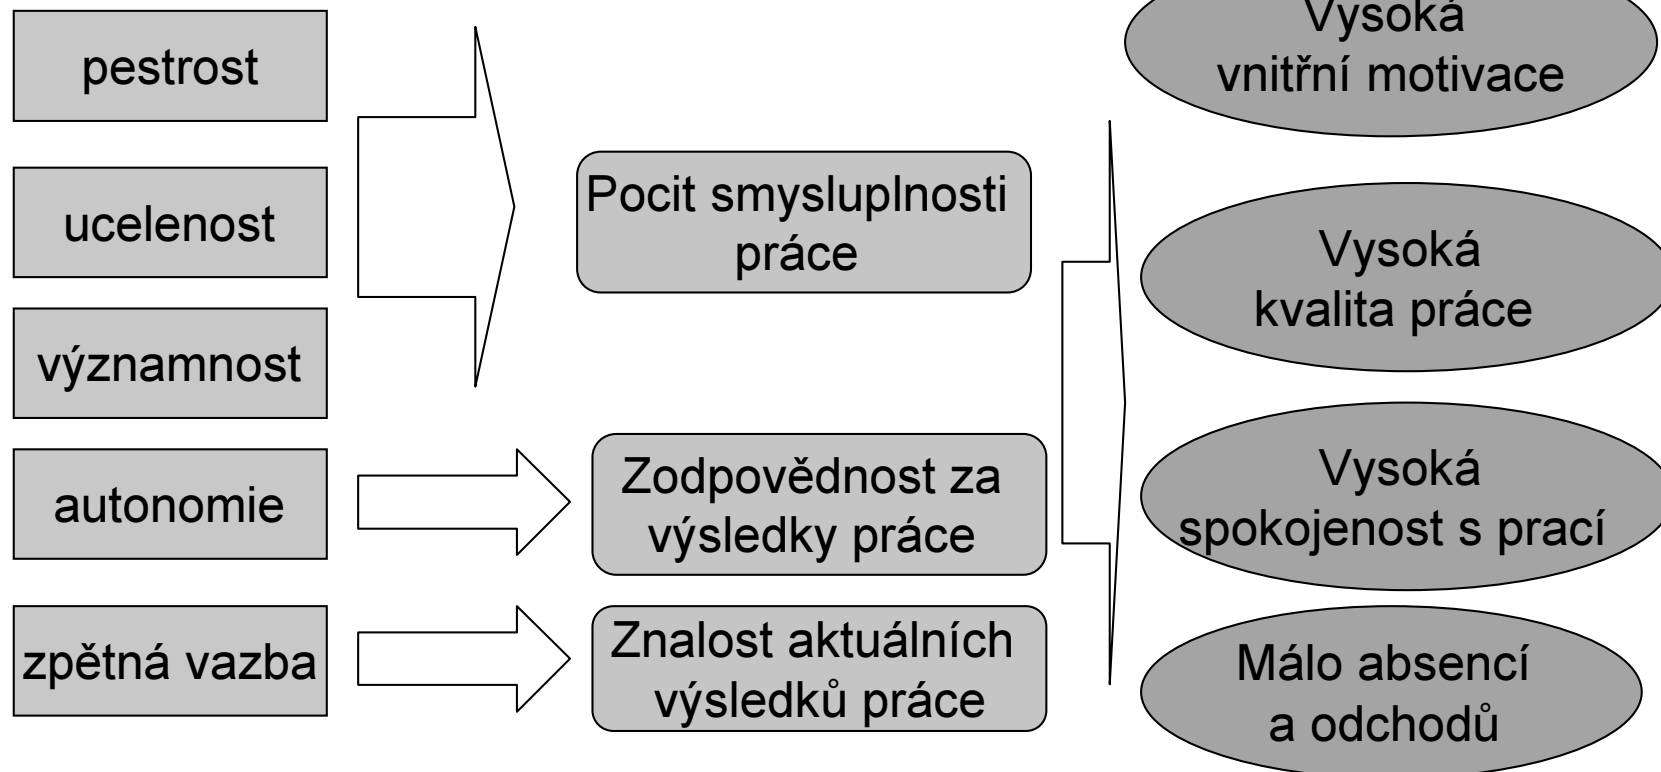 pestrost
ucelenost
významnost
autonomie
zpětná vazba
Pocit smysluplnosti
práce
Zodpovědnost za
výsledky práce
Znalost aktuálních
výsledků práce
Vysoká
vnitřní motivace
Vysoká
kvalita práce
Vysoká
spokojenost s prací
Málo absencí
a odchodů